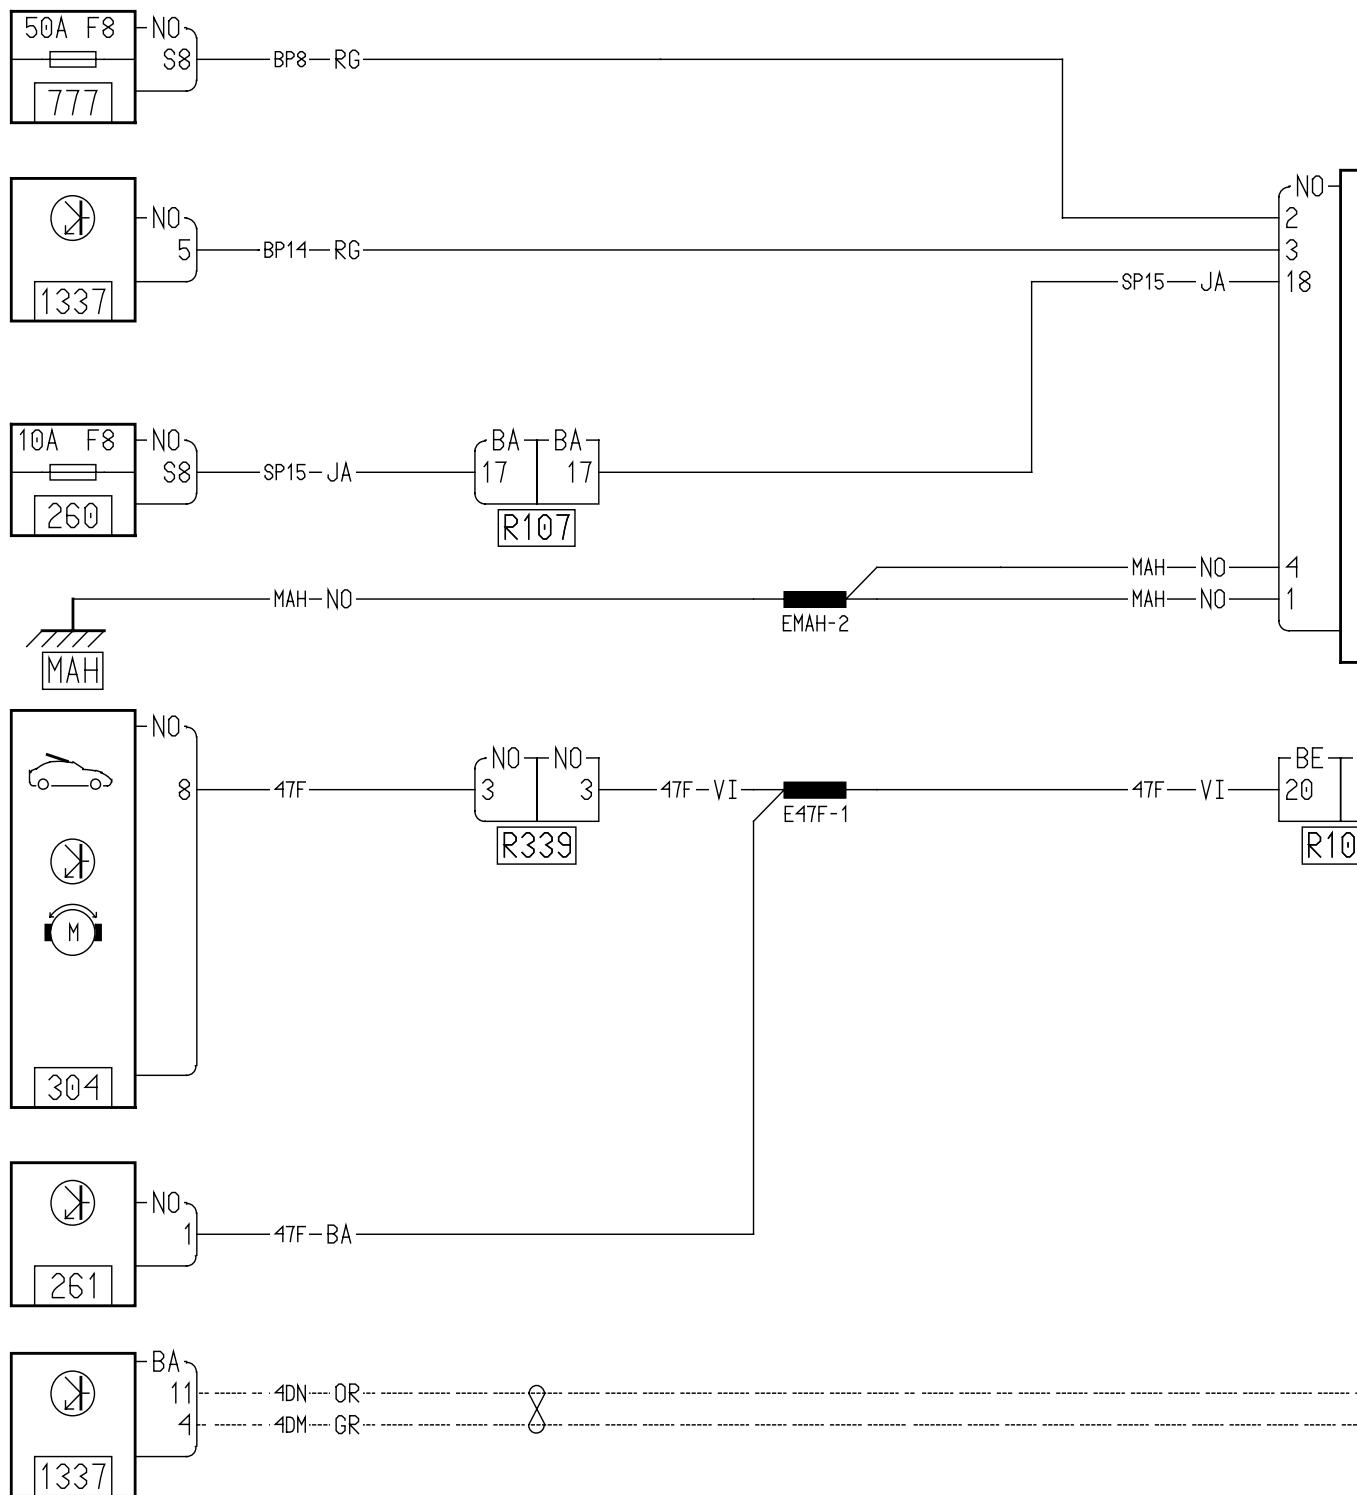 50A F8
NO
S8
BP8 RG
777
NO
2
NO
5
BP14 RG
3
1337
SP15 JA
18
10A F8
NO
S8
SP15 JA
BA BA
17 17
260
R107
MAH NO
4
MAH NO
MAH NO
1
EMAH-2
MAH
NO
8
47F
NO NO
3 3
47F VI
47F VI
BE
20
E47F-1
R339
R10
M
304
NO
1
47F BA
261
BA
11
4DN OR
4
4DM GR
1337